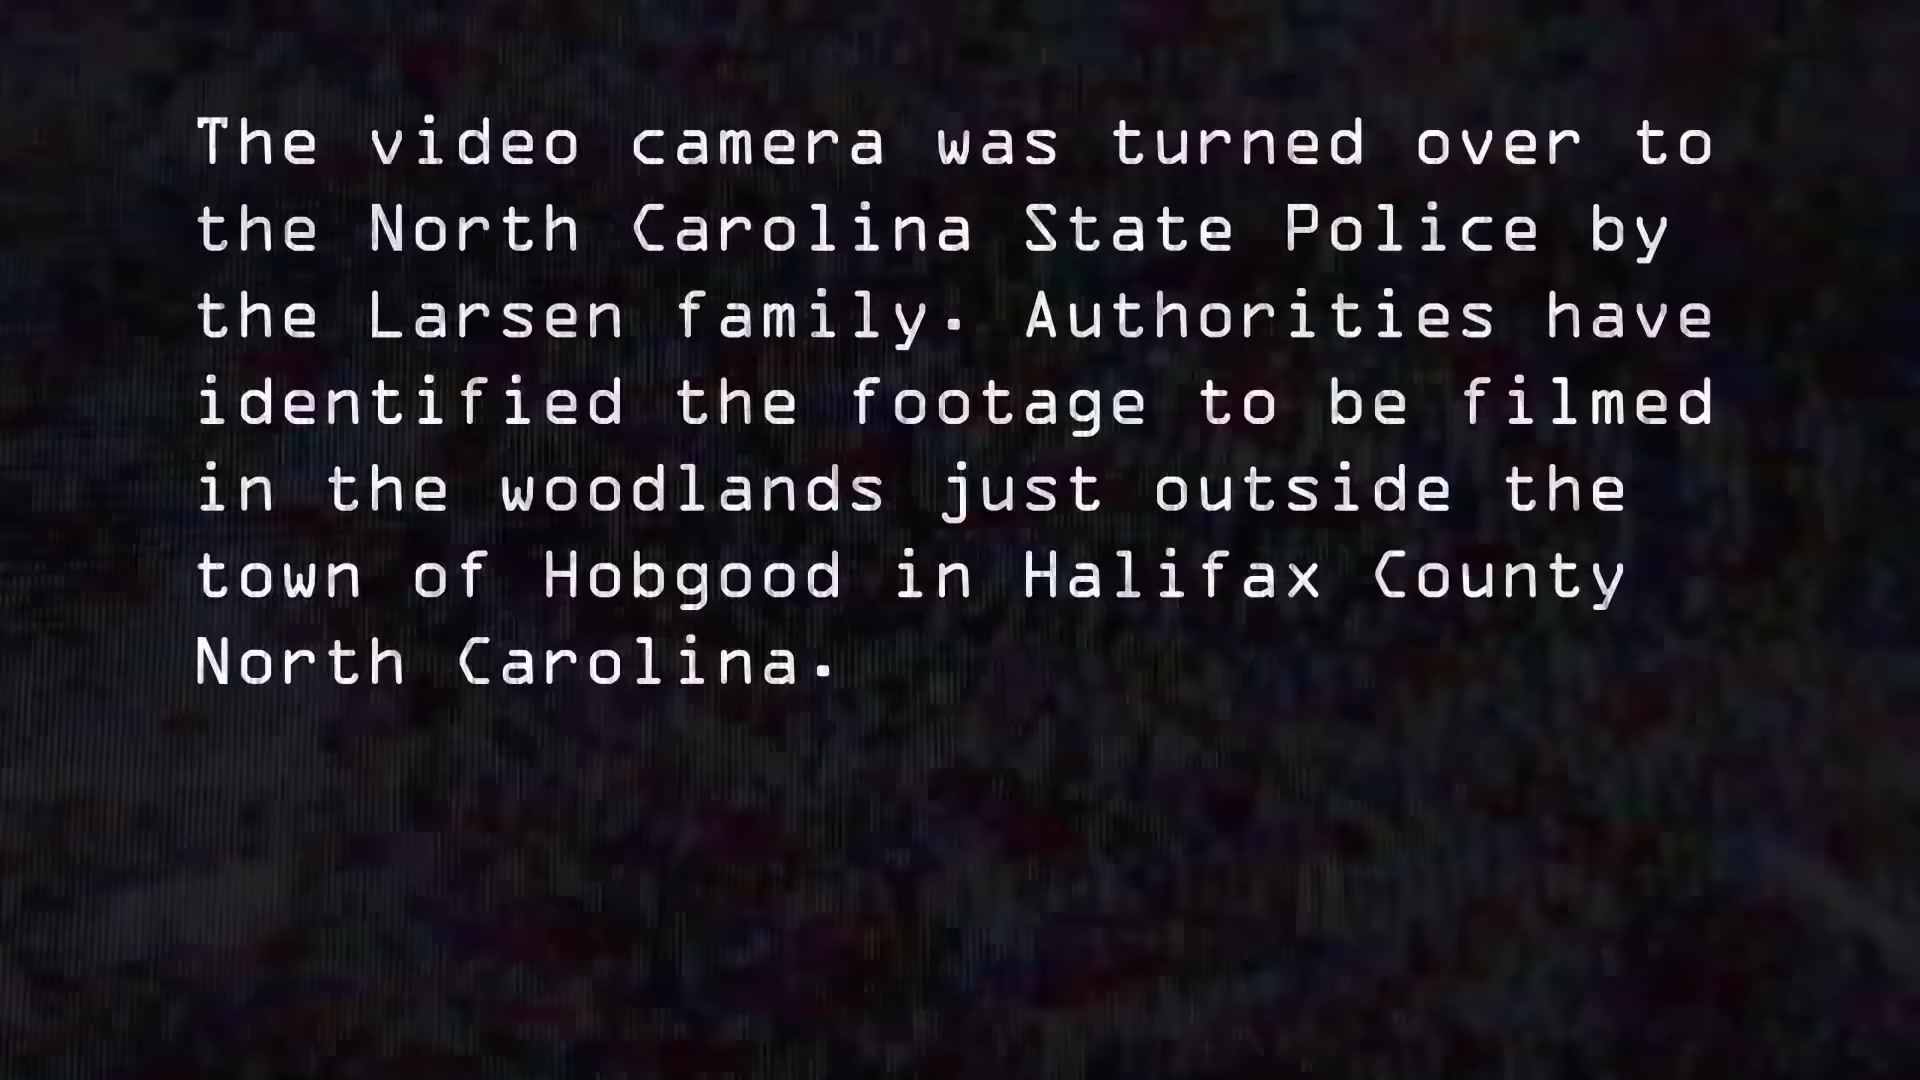 The video camera was turned over to
the North Carolina State Police by
the Larsen family. Authorities have
identified the footage to be filmed
in the woodlands just outside the
town of Hobgood in Halifax County
North Carolina.